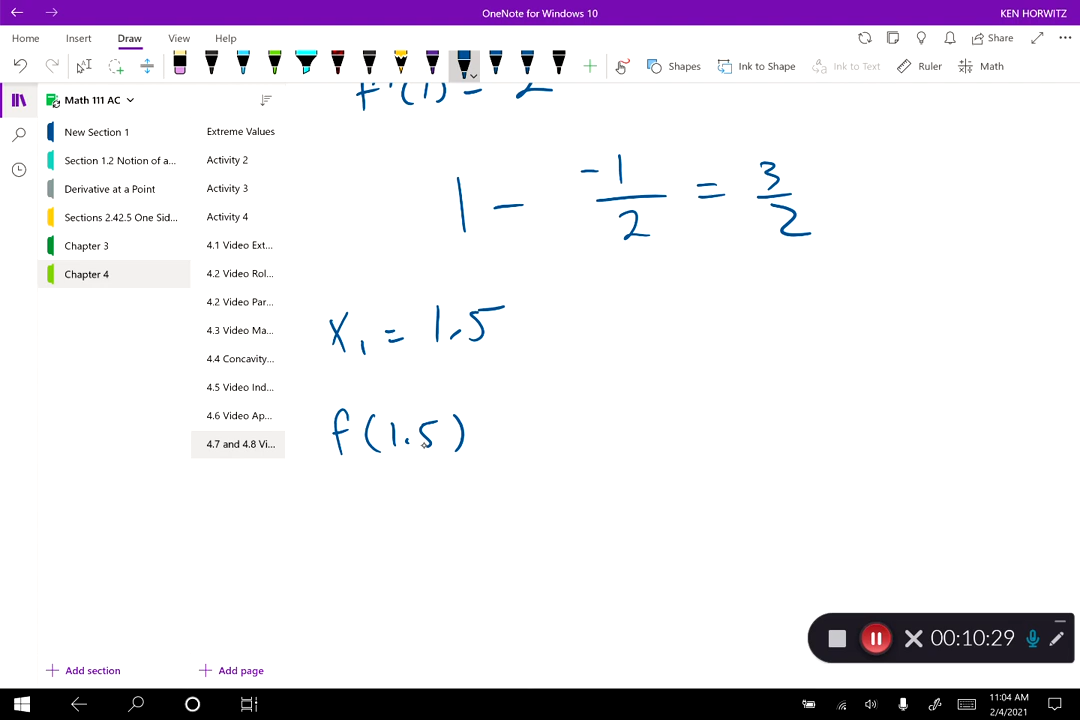 OneNote for Windows 10
KEN HORWITZ
Home Insert Draw View Help
Share
Shapes Ink to Shape Ink to Text Ruler Math
Math 111 AC
New Section 1
Section 1.2 Notion of a...
Derivative at a Point
Sections 2.42.5 One Sid...
Chapter 3
Chapter 4
Extreme Values
Activity 2
Activity 3
Activity 4
4.1 Video Ext...
4.2 Video Rol...
4.2 Video Par...
4.3 Video Ma...
4.4 Concavity...
4.5 Video Ind...
4.6 Video Ap...
4.7 and 4.8 Vi...
f'(1) = 2
1 - -1/2 = 3/2
x₁ = 1.5
f(1.5)
00:10:29
Add section
Add page
11:04 AM
2/4/2021